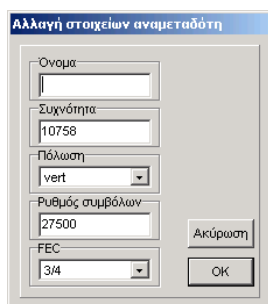 Αλλαγή στοιχείων αναμεταδότη
Όνομα
Συχνότητα
10758
Πόλωση
vert
Ρυθμός συμβόλων
27500
Ακύρωση
FEC
3/4
OK